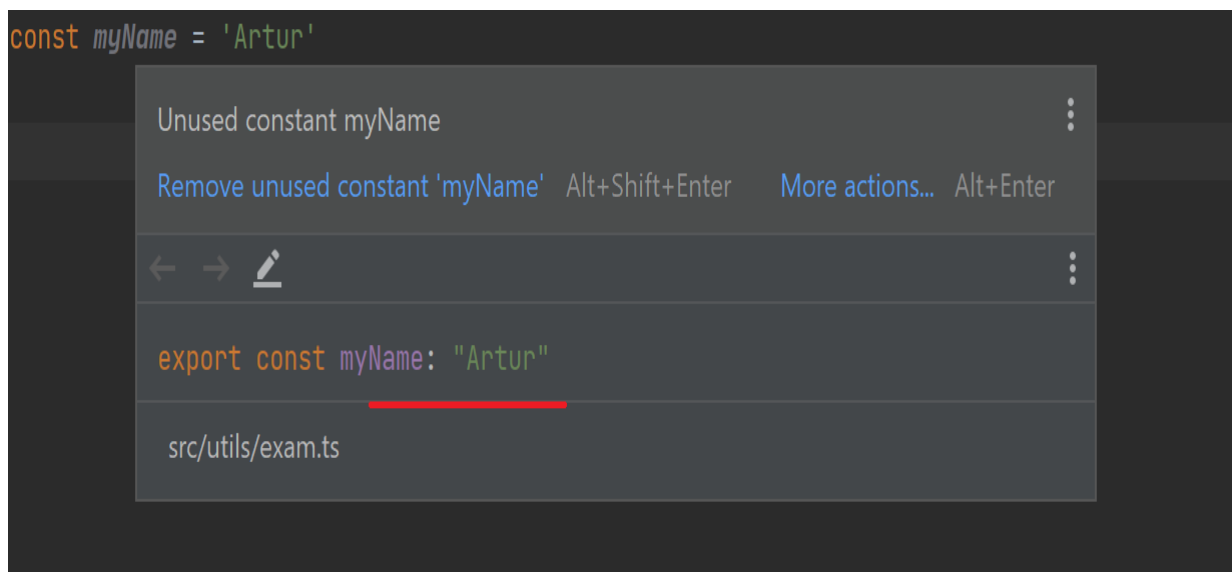 const myName = 'Artur'
Unused constant myName
Remove unused constant 'myName' Alt+Shift+Enter More actions... Alt+Enter
export const myName: "Artur"
src/utils/exam.ts